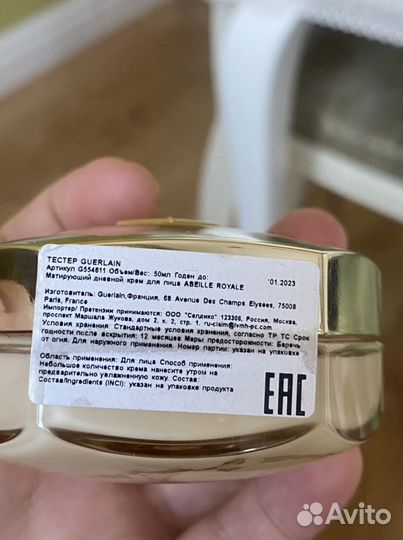 ТЕСТЕР GUERLAIN
Артикул G554611 Объем/Вес: 50мл Годен до: '01.2023
Матирующий дневной крем для лица ABEILLE ROYALE
Изготовитель: Guerlain,Франция, 68 Avenue Des Champs Elysees, 75008
Paris, France
Импортер/ Претензии принимаются: ООО "Селдико" 123308, Россия, Москва,
проспект Маршала Жукова, дом 2, к. 2, стр. 1. ru-claim@lvmh-pc.com
Условия хранения: Стандартные условия хранения, согласно ТР ТС Срок
годности после вскрытия: 12 месяцев Меры предосторожности: Беречь
от огня. Для наружного применения. Номер партии: указан на упаковке
Область применения: Для лица Способ применения:
Небольшое количество крема нанесите утром на
предварительно увлажненную кожу. Состав:
Состав/Ingredients (INCI): указан на упаковке продукта
EAC
Avito